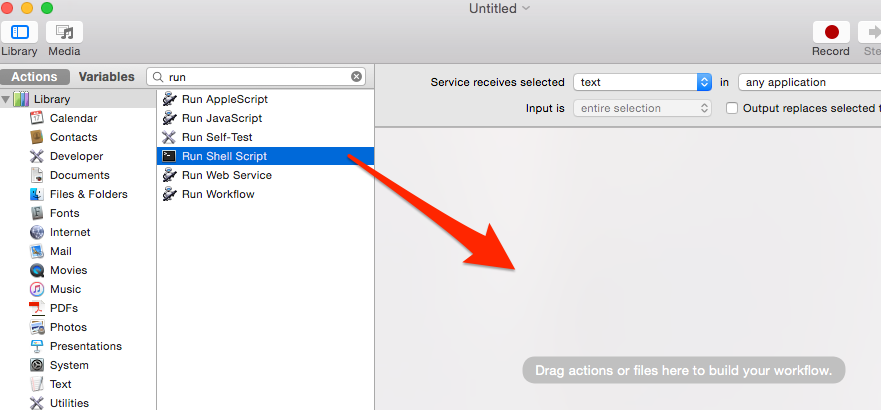 Untitled
Library Media Record Ste
Actions Variables run Service receives selected text in any application
Input is entire selection Output replaces selected t
Library
Calendar
Contacts
Developer
Documents
Files & Folders
Fonts
Internet
Mail
Movies
Music
PDFs
Photos
Presentations
System
Text
Utilities
Run AppleScript
Run JavaScript
Run Self-Test
Run Shell Script
Run Web Service
Run Workflow
Drag actions or files here to build your workflow.